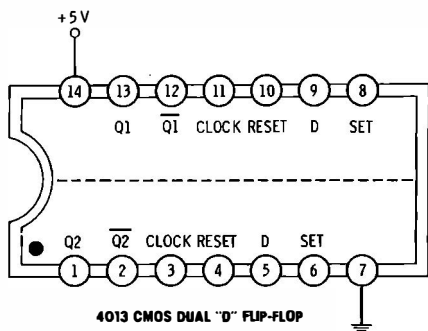 +5V
14 13 12 11 10 9 8
Q1 Q̅1̅ CLOCK RESET D SET
Q2 Q̅2̅ CLOCK RESET D SET
1 2 3 4 5 6 7
4013 CMOS DUAL "D" FLIP-FLOP